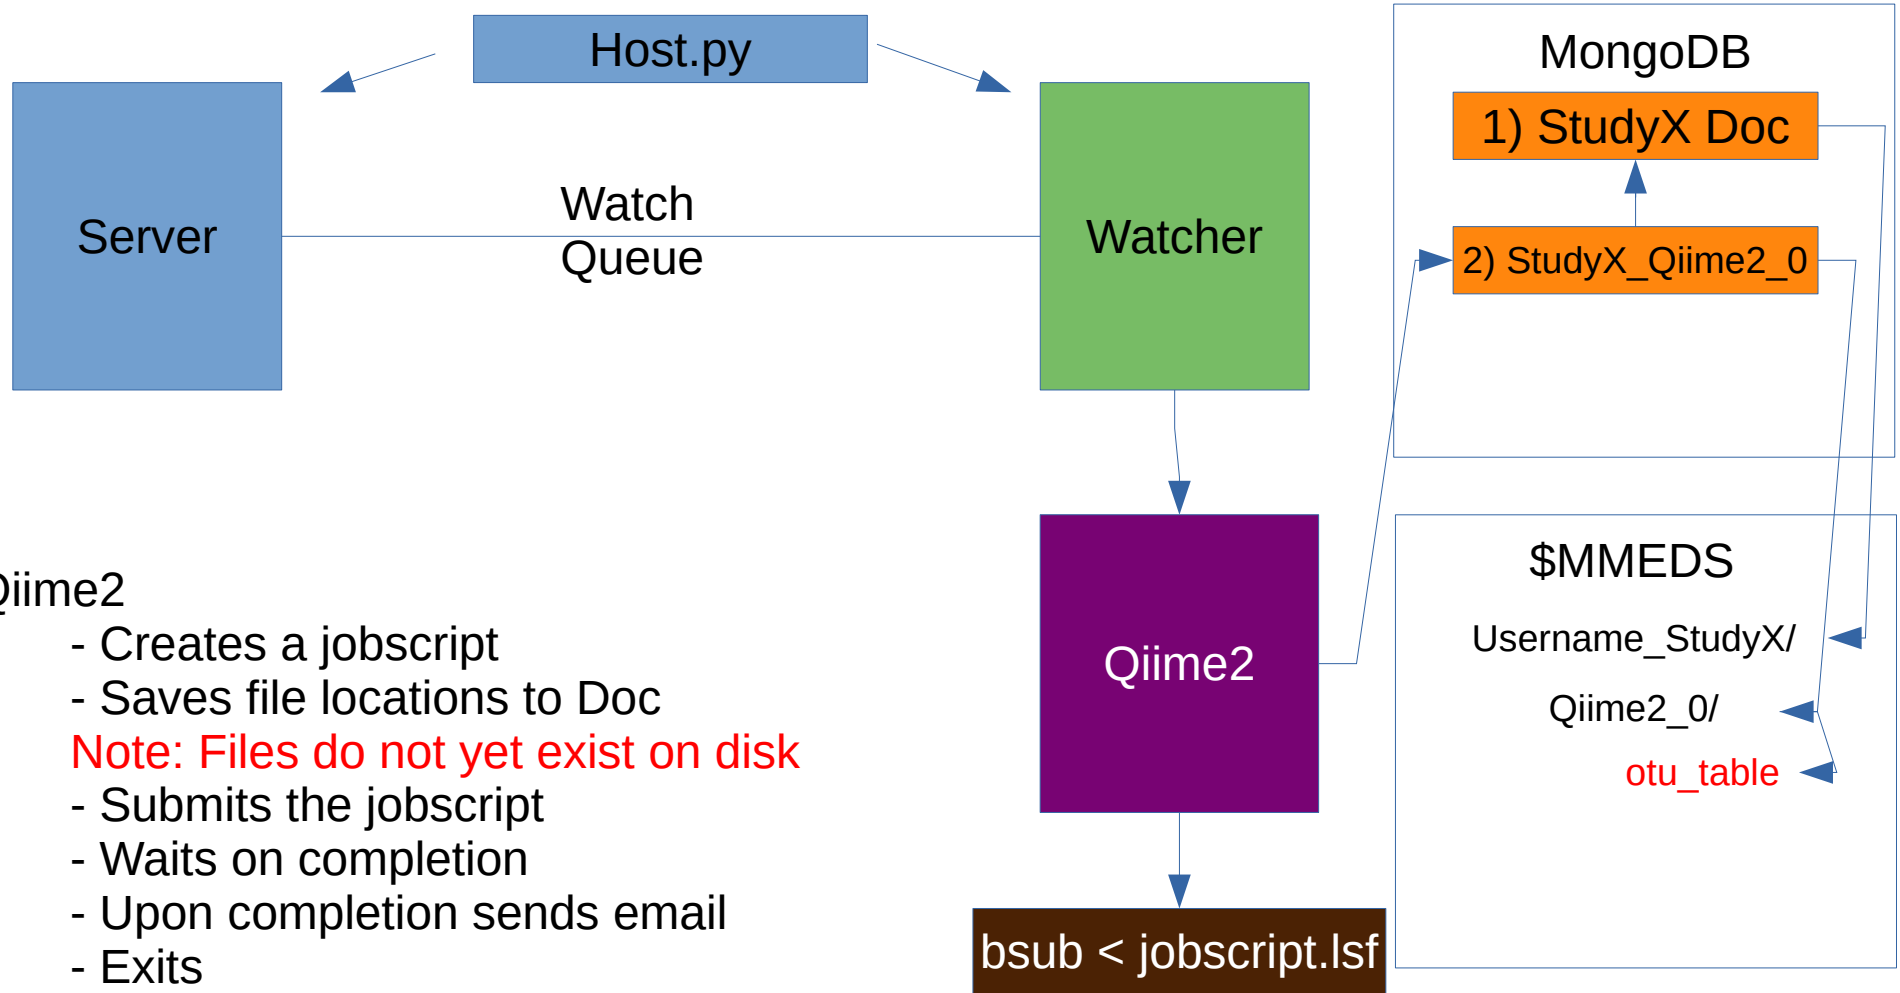 Host.py
MongoDB
1) StudyX Doc
Server
Watch
Queue
Watcher
2) StudyX_Qiime2_0
Qiime2
- Creates a jobscript
- Saves file locations to Doc
Note: Files do not yet exist on disk
- Submits the jobscript
- Waits on completion
- Upon completion sends email
- Exits
Qiime2
bsub < jobscript.lsf
$MMEDS
Username_StudyX/
Qiime2_0/
otu_table